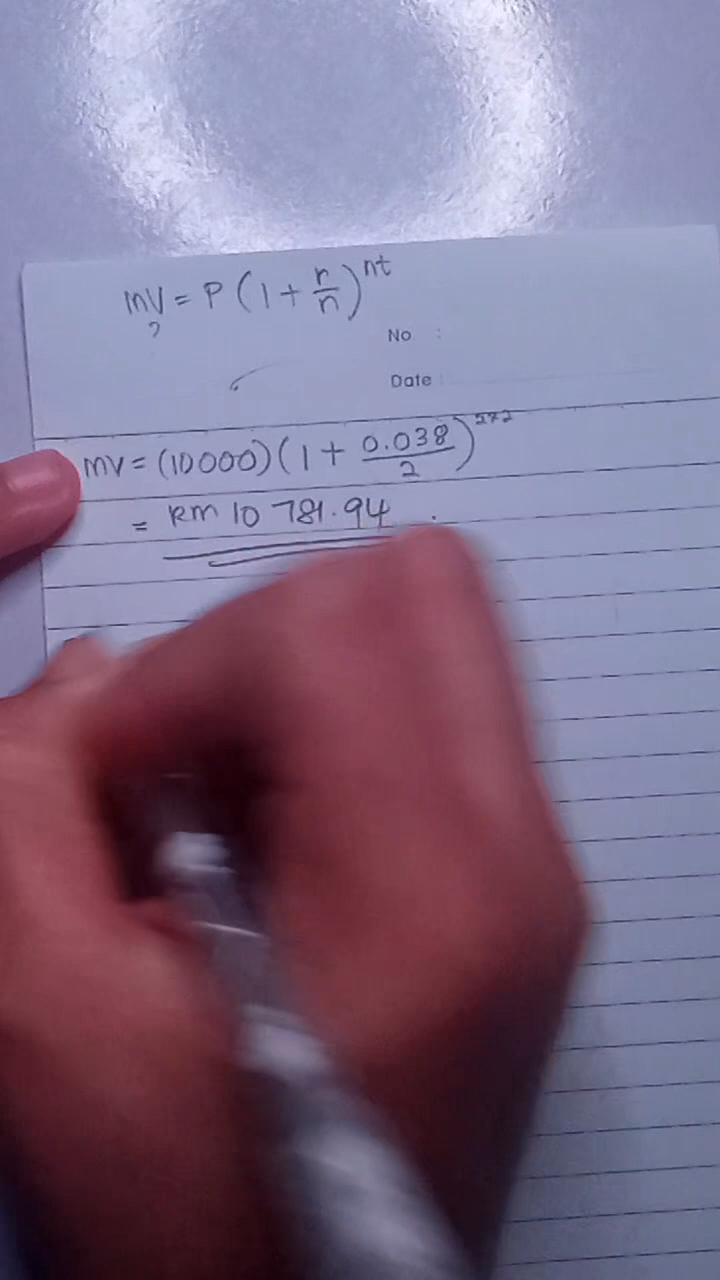 MV = P (1 + r/n)^nt
?
No :
Date :
MV = (10000)(1 + 0.038/2)^2×2
= RM 10 781.94